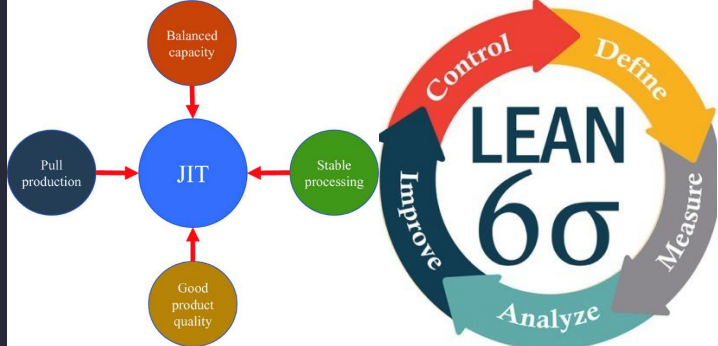 Balanced
capacity
Pull
production
JIT
Stable
processing
Good
product
quality
Control
Define
LEAN
6σ
Improve
Measure
Analyze